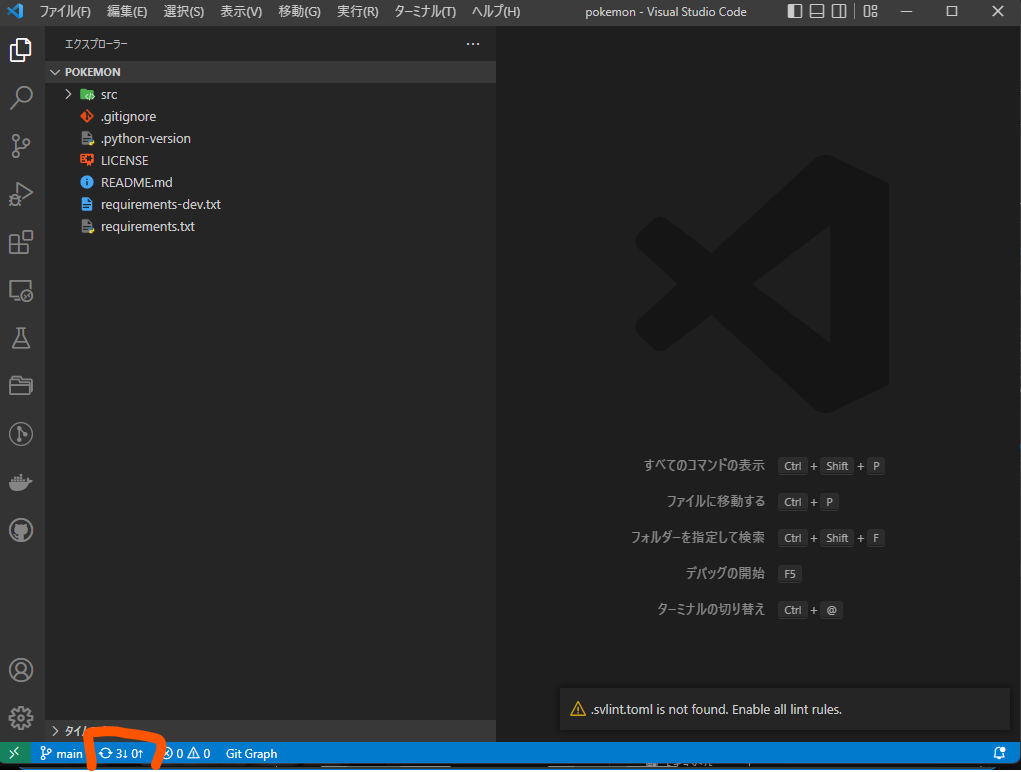 ファイル(F) 編集(E) 選択(S) 表示(V) 移動(G) 実行(R) ターミナル(T) ヘルプ(H) pokemon - Visual Studio Code
エクスプローラー
POKEMON
src
.gitignore
.python-version
LICENSE
README.md
requirements-dev.txt
requirements.txt
すべてのコマンドの表示 Ctrl + Shift + P
ファイルに移動する Ctrl + P
フォルダーを指定して検索 Ctrl + Shift + F
デバッグの開始 F5
ターミナルの切り替え Ctrl + @
.svlint.toml is not found. Enable all lint rules.
main 3↓ 0↑ 0 0 Git Graph